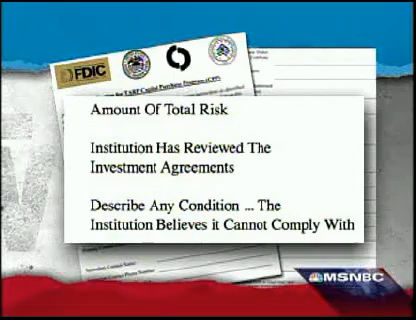 FDIC
for TARP Capital Purchase Program (CPP)
Amount Of Total Risk
Institution Has Reviewed The
Investment Agreements
Describe Any Condition ... The
Institution Believes it Cannot Comply With
MSNBC